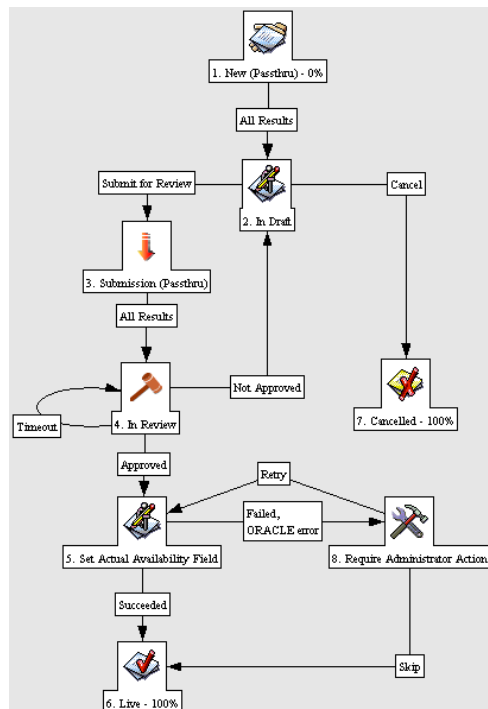 1. New (Passthru) - 0%
All Results
Submit for Review
Cancel
2. In Draft
3. Submission (Passthru)
All Results
Not Approved
Timeout
4. In Review
7. Cancelled - 100%
Approved
Retry
Failed,
ORACLE error
5. Set Actual Availability Field
8. Require Administrator Action
Succeeded
Skip
6. Live - 100%